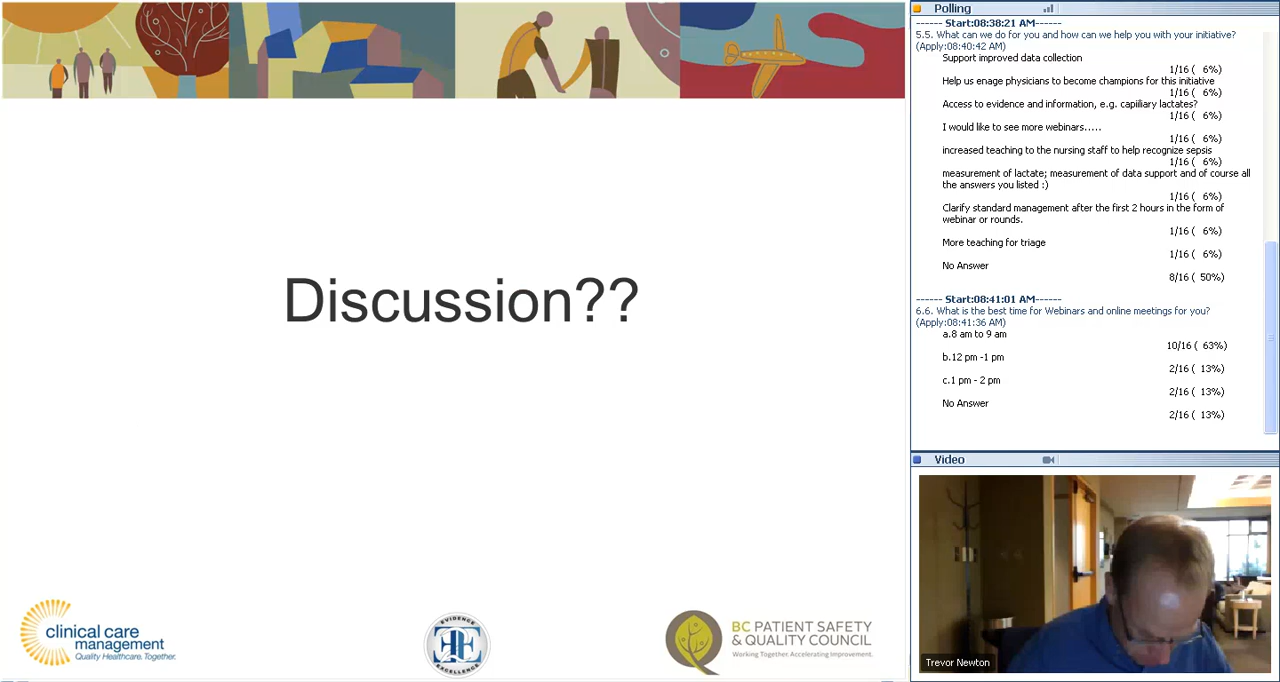 Discussion??
clinical care
management
Quality Healthcare. Together.
EVIDENCE
EXCELLENCE
BC PATIENT SAFETY
& QUALITY COUNCIL
Working Together. Accelerating Improvement.
Polling
------ Start:08:38:21 AM------
5.5. What can we do for you and how can we help you with your initiative?
(Apply:08:40:42 AM)
Support improved data collection
1/16 ( 6%)
Help us enage physicians to become champions for this initiative
1/16 ( 6%)
Access to evidence and information, e.g. capiiliary lactates?
1/16 ( 6%)
I would like to see more webinars.....
1/16 ( 6%)
increased teaching to the nursing staff to help recognize sepsis
1/16 ( 6%)
measurement of lactate; measurement of data support and of course all
the answers you listed :)
1/16 ( 6%)
Clarify standard management after the first 2 hours in the form of
webinar or rounds.
1/16 ( 6%)
More teaching for triage
1/16 ( 6%)
No Answer
8/16 ( 50%)
------ Start:08:41:01 AM------
6.6. What is the best time for Webinars and online meetings for you?
(Apply:08:41:36 AM)
a.8 am to 9 am
10/16 ( 63%)
b.12 pm -1 pm
2/16 ( 13%)
c.1 pm - 2 pm
2/16 ( 13%)
No Answer
2/16 ( 13%)
Video
Trevor Newton